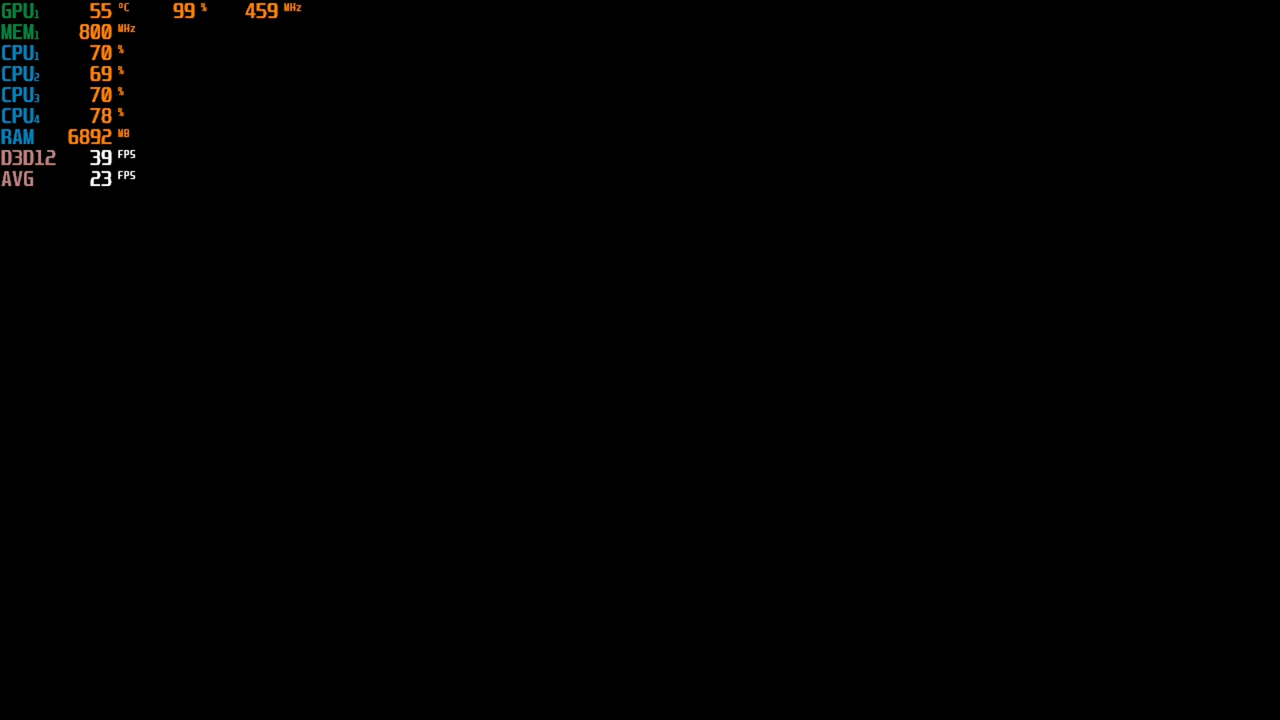 GPU1 55 °C 99 % 459 MHz
MEM1 800 MHz
CPU1 70 %
CPU2 69 %
CPU3 70 %
CPU4 78 %
RAM 6892 MB
D3D12 39 FPS
AVG 23 FPS